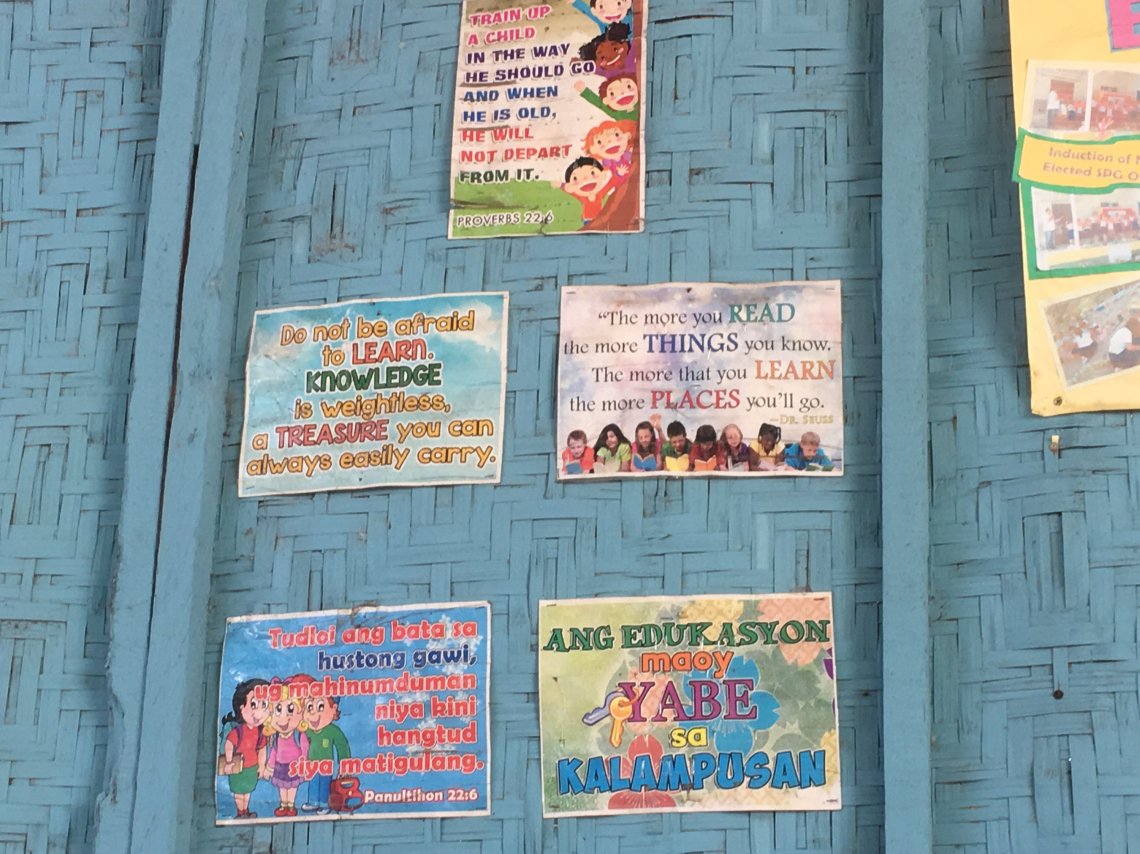 TRAIN UP
A CHILD
IN THE WAY
HE SHOULD GO
AND WHEN
HE IS OLD,
HE WILL
NOT DEPART
FROM IT.
PROVERBS 22:6
Do not be afraid
to LEARN.
KNOWLEDGE
is weightless,
a TREASURE you can
always easily carry.
"The more you READ
the more THINGS you know.
The more that you LEARN
the more PLACES you'll go.
~DR. SEUSS
Tudloi ang bata sa
hustong gawi,
ug mahinumduman
niya kini
hangtud
siya matigulang.
Panultihon 22:6
ANG EDUKASYON
maoy
YABE
sa
KALAMPUSAN
Induction of
Elected SPG